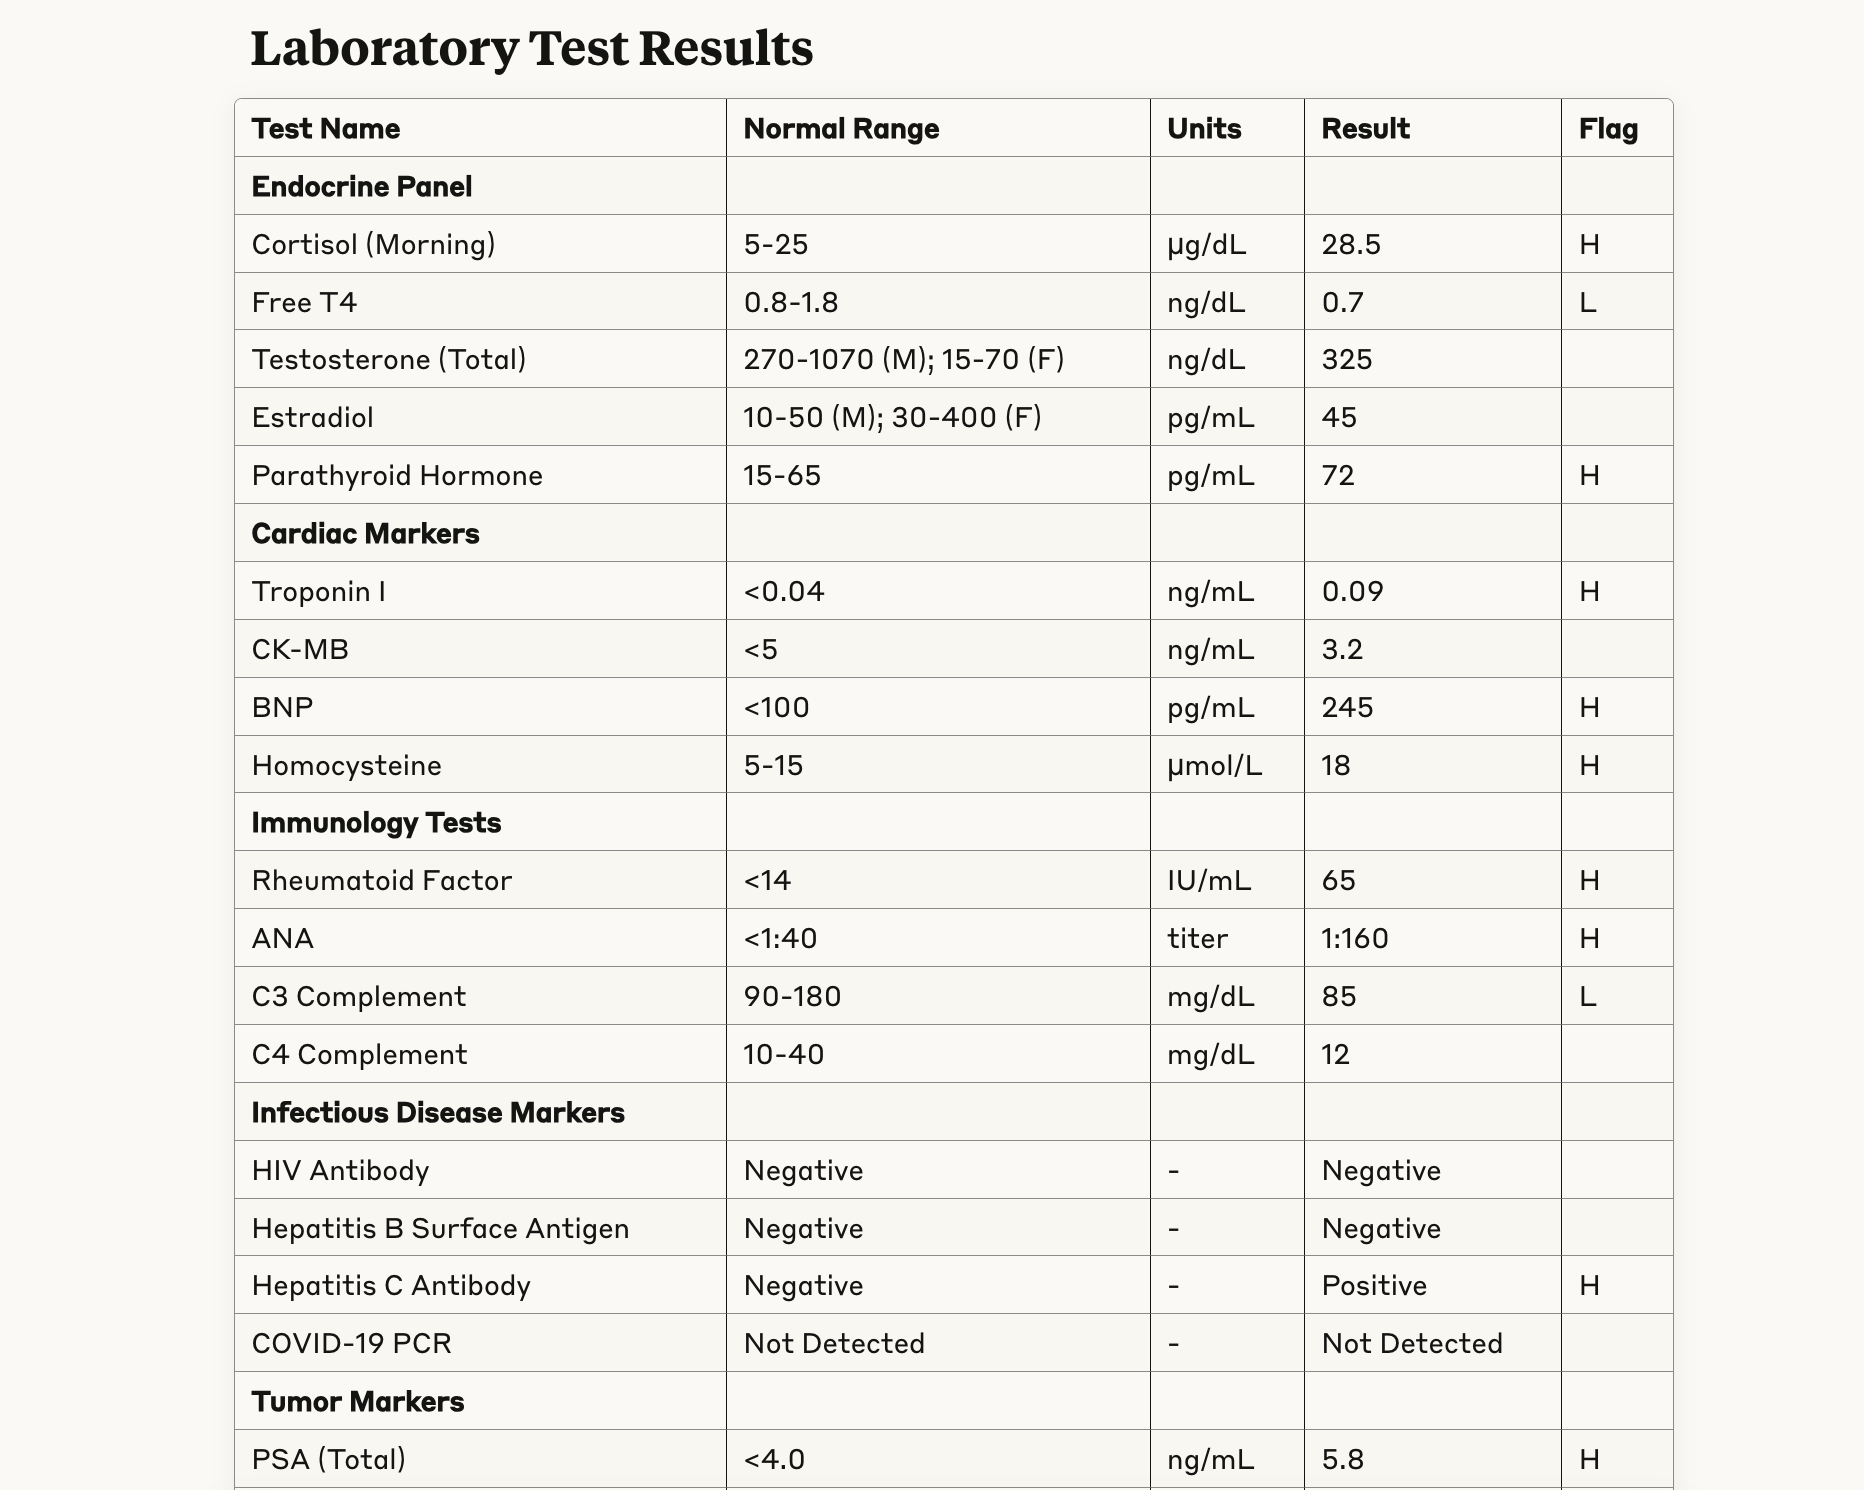 Laboratory Test Results
Test Name Normal Range Units Result Flag
Endocrine Panel
Cortisol (Morning) 5-25 µg/dL 28.5 H
Free T4 0.8-1.8 ng/dL 0.7 L
Testosterone (Total) 270-1070 (M); 15-70 (F) ng/dL 325
Estradiol 10-50 (M); 30-400 (F) pg/mL 45
Parathyroid Hormone 15-65 pg/mL 72 H
Cardiac Markers
Troponin I <0.04 ng/mL 0.09 H
CK-MB <5 ng/mL 3.2
BNP <100 pg/mL 245 H
Homocysteine 5-15 µmol/L 18 H
Immunology Tests
Rheumatoid Factor <14 IU/mL 65 H
ANA <1:40 titer 1:160 H
C3 Complement 90-180 mg/dL 85 L
C4 Complement 10-40 mg/dL 12
Infectious Disease Markers
HIV Antibody Negative - Negative
Hepatitis B Surface Antigen Negative - Negative
Hepatitis C Antibody Negative - Positive H
COVID-19 PCR Not Detected - Not Detected
Tumor Markers
PSA (Total) <4.0 ng/mL 5.8 H